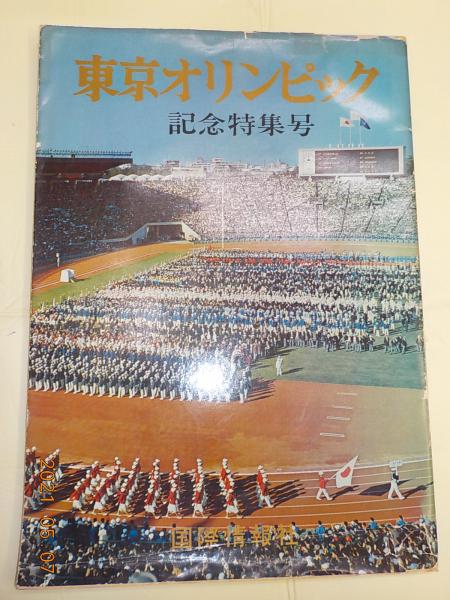 東京オリンピック
記念特集号
国際情報社
2021 05 07